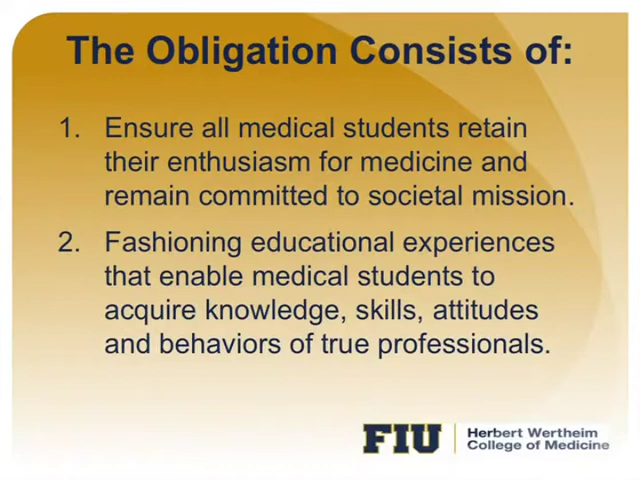 The Obligation Consists of:
1. Ensure all medical students retain
their enthusiasm for medicine and
remain committed to societal mission.
2. Fashioning educational experiences
that enable medical students to
acquire knowledge, skills, attitudes
and behaviors of true professionals.
FIU
Herbert Wertheim
College of Medicine